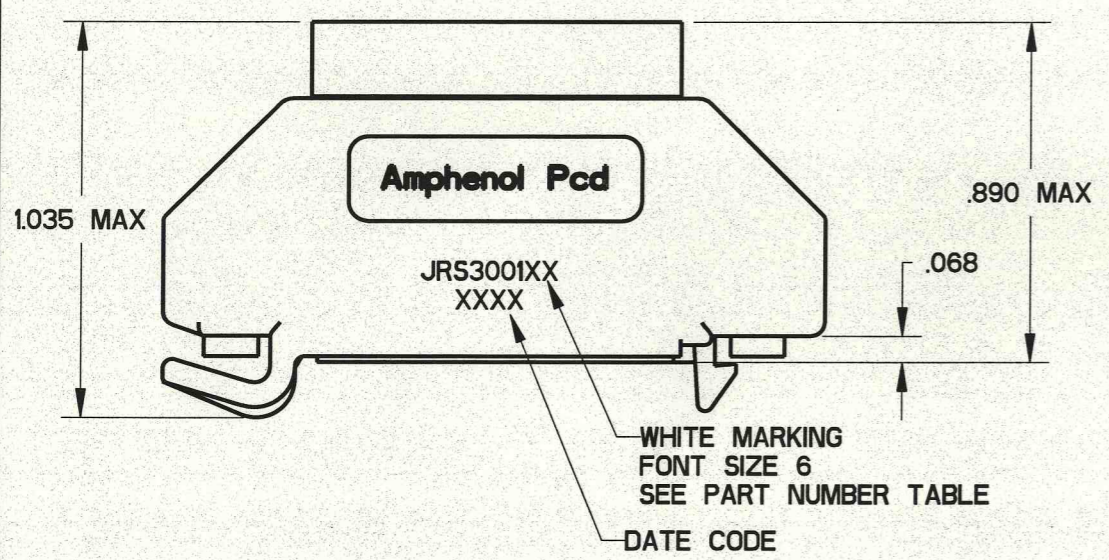 Amphenol Pcd
1.035 MAX
.890 MAX
JRS3001XX
XXXX
.068
WHITE MARKING
FONT SIZE 6
SEE PART NUMBER TABLE
DATE CODE